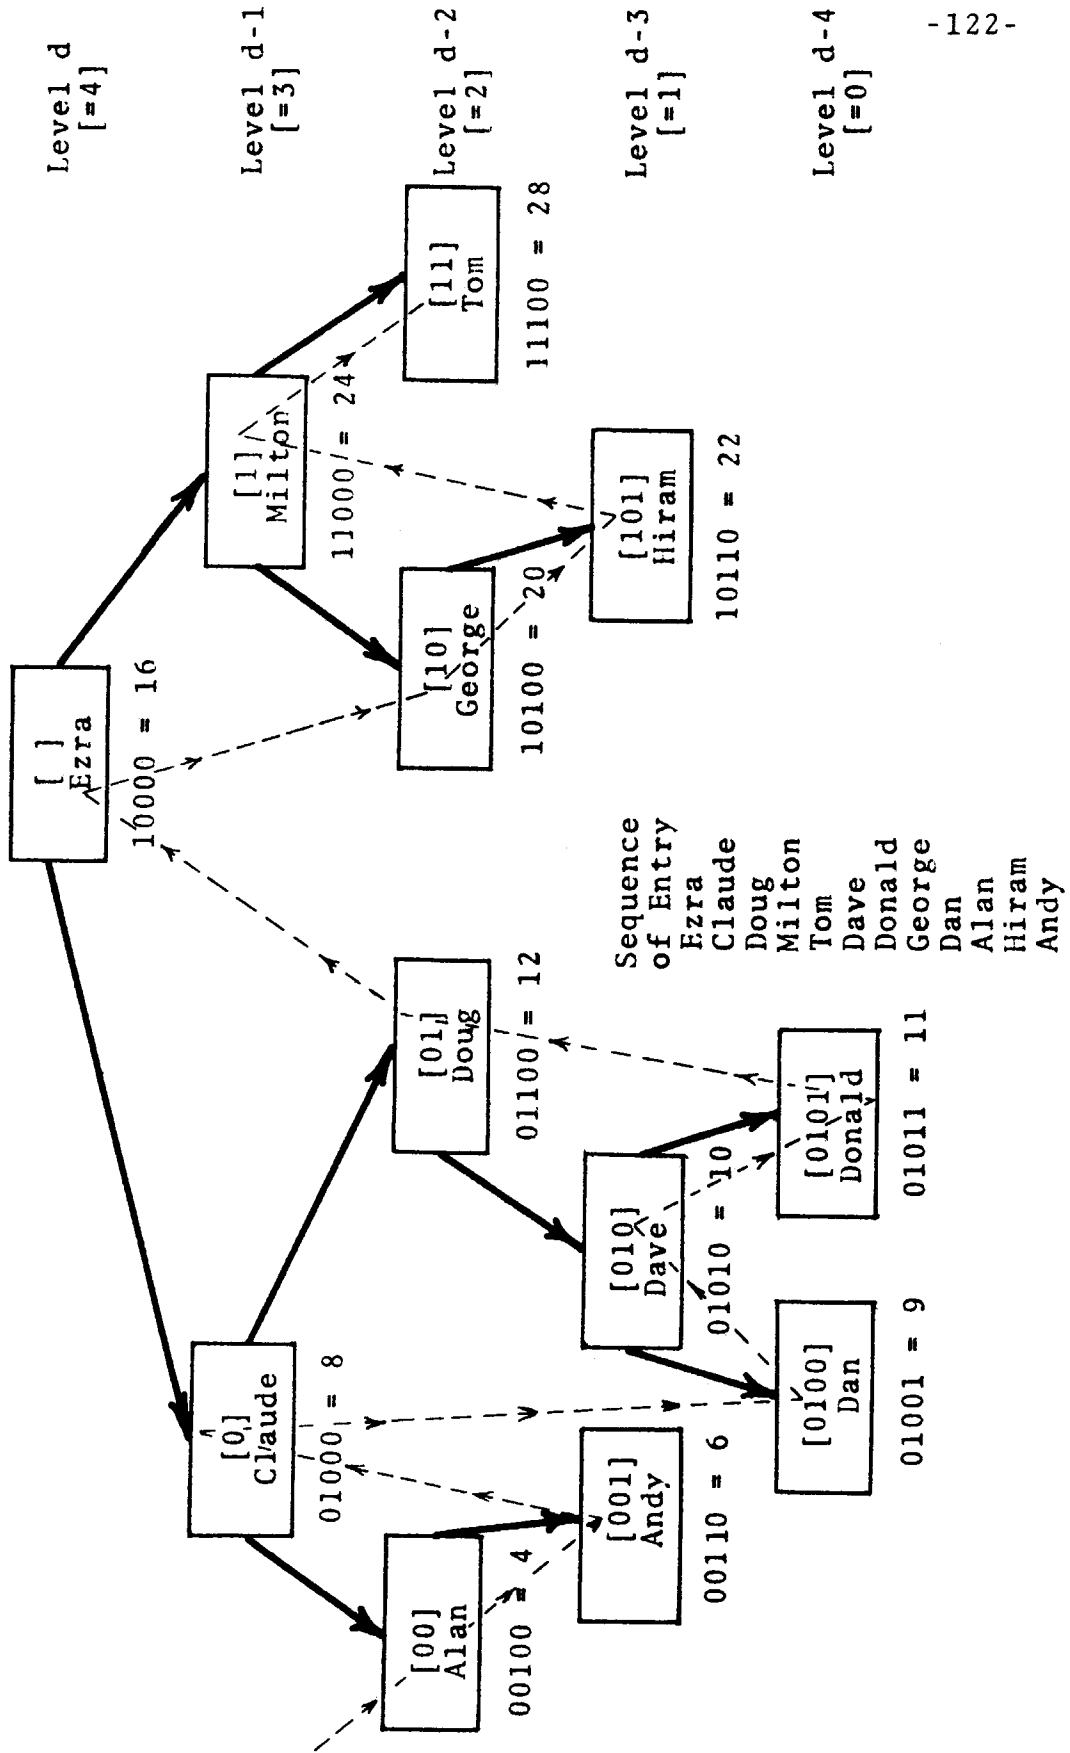 -122-
Level d
[=4]
Level d-1
[=3]
Level d-2
[=2]
Level d-3
[=1]
Level d-4
[=0]
[ ]
Ezra
10000 = 16
[0]
Claude
01000 = 8
[1]
Milton
11000 = 24
[00]
Alan
00100 = 4
[01]
Doug
01100 = 12
[10]
George
10100 = 20
[11]
Tom
11100 = 28
[001]
Andy
00110 = 6
[010]
Dave
01010 = 10
[101]
Hiram
10110 = 22
[0100]
Dan
01001 = 9
[0101]
Donald
01011 = 11
Sequence
of Entry
Ezra
Claude
Doug
Milton
Tom
Dave
Donald
George
Dan
Alan
Hiram
Andy